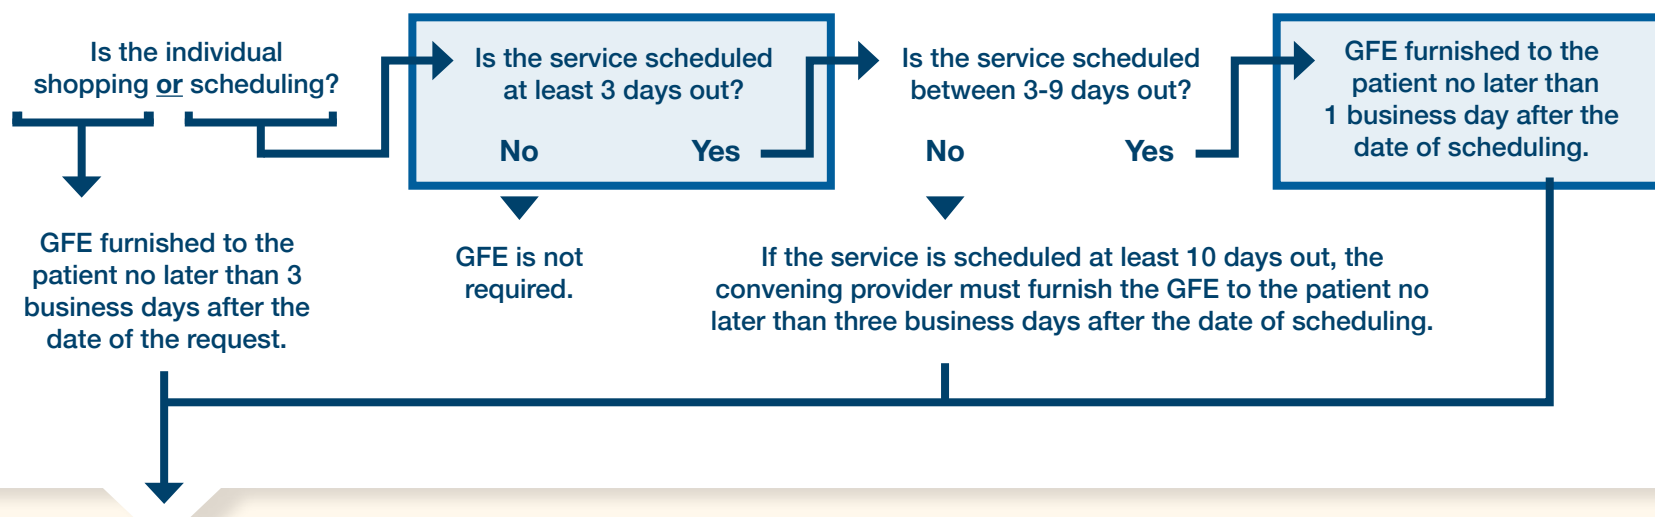 Is the individual
shopping or scheduling?
Is the service scheduled
at least 3 days out?
No Yes
Is the service scheduled
between 3-9 days out?
No Yes
GFE furnished to the
patient no later than
1 business day after the
date of scheduling.
GFE furnished to the
patient no later than 3
business days after the
date of the request.
GFE is not
required.
If the service is scheduled at least 10 days out, the
convening provider must furnish the GFE to the patient no
later than three business days after the date of scheduling.